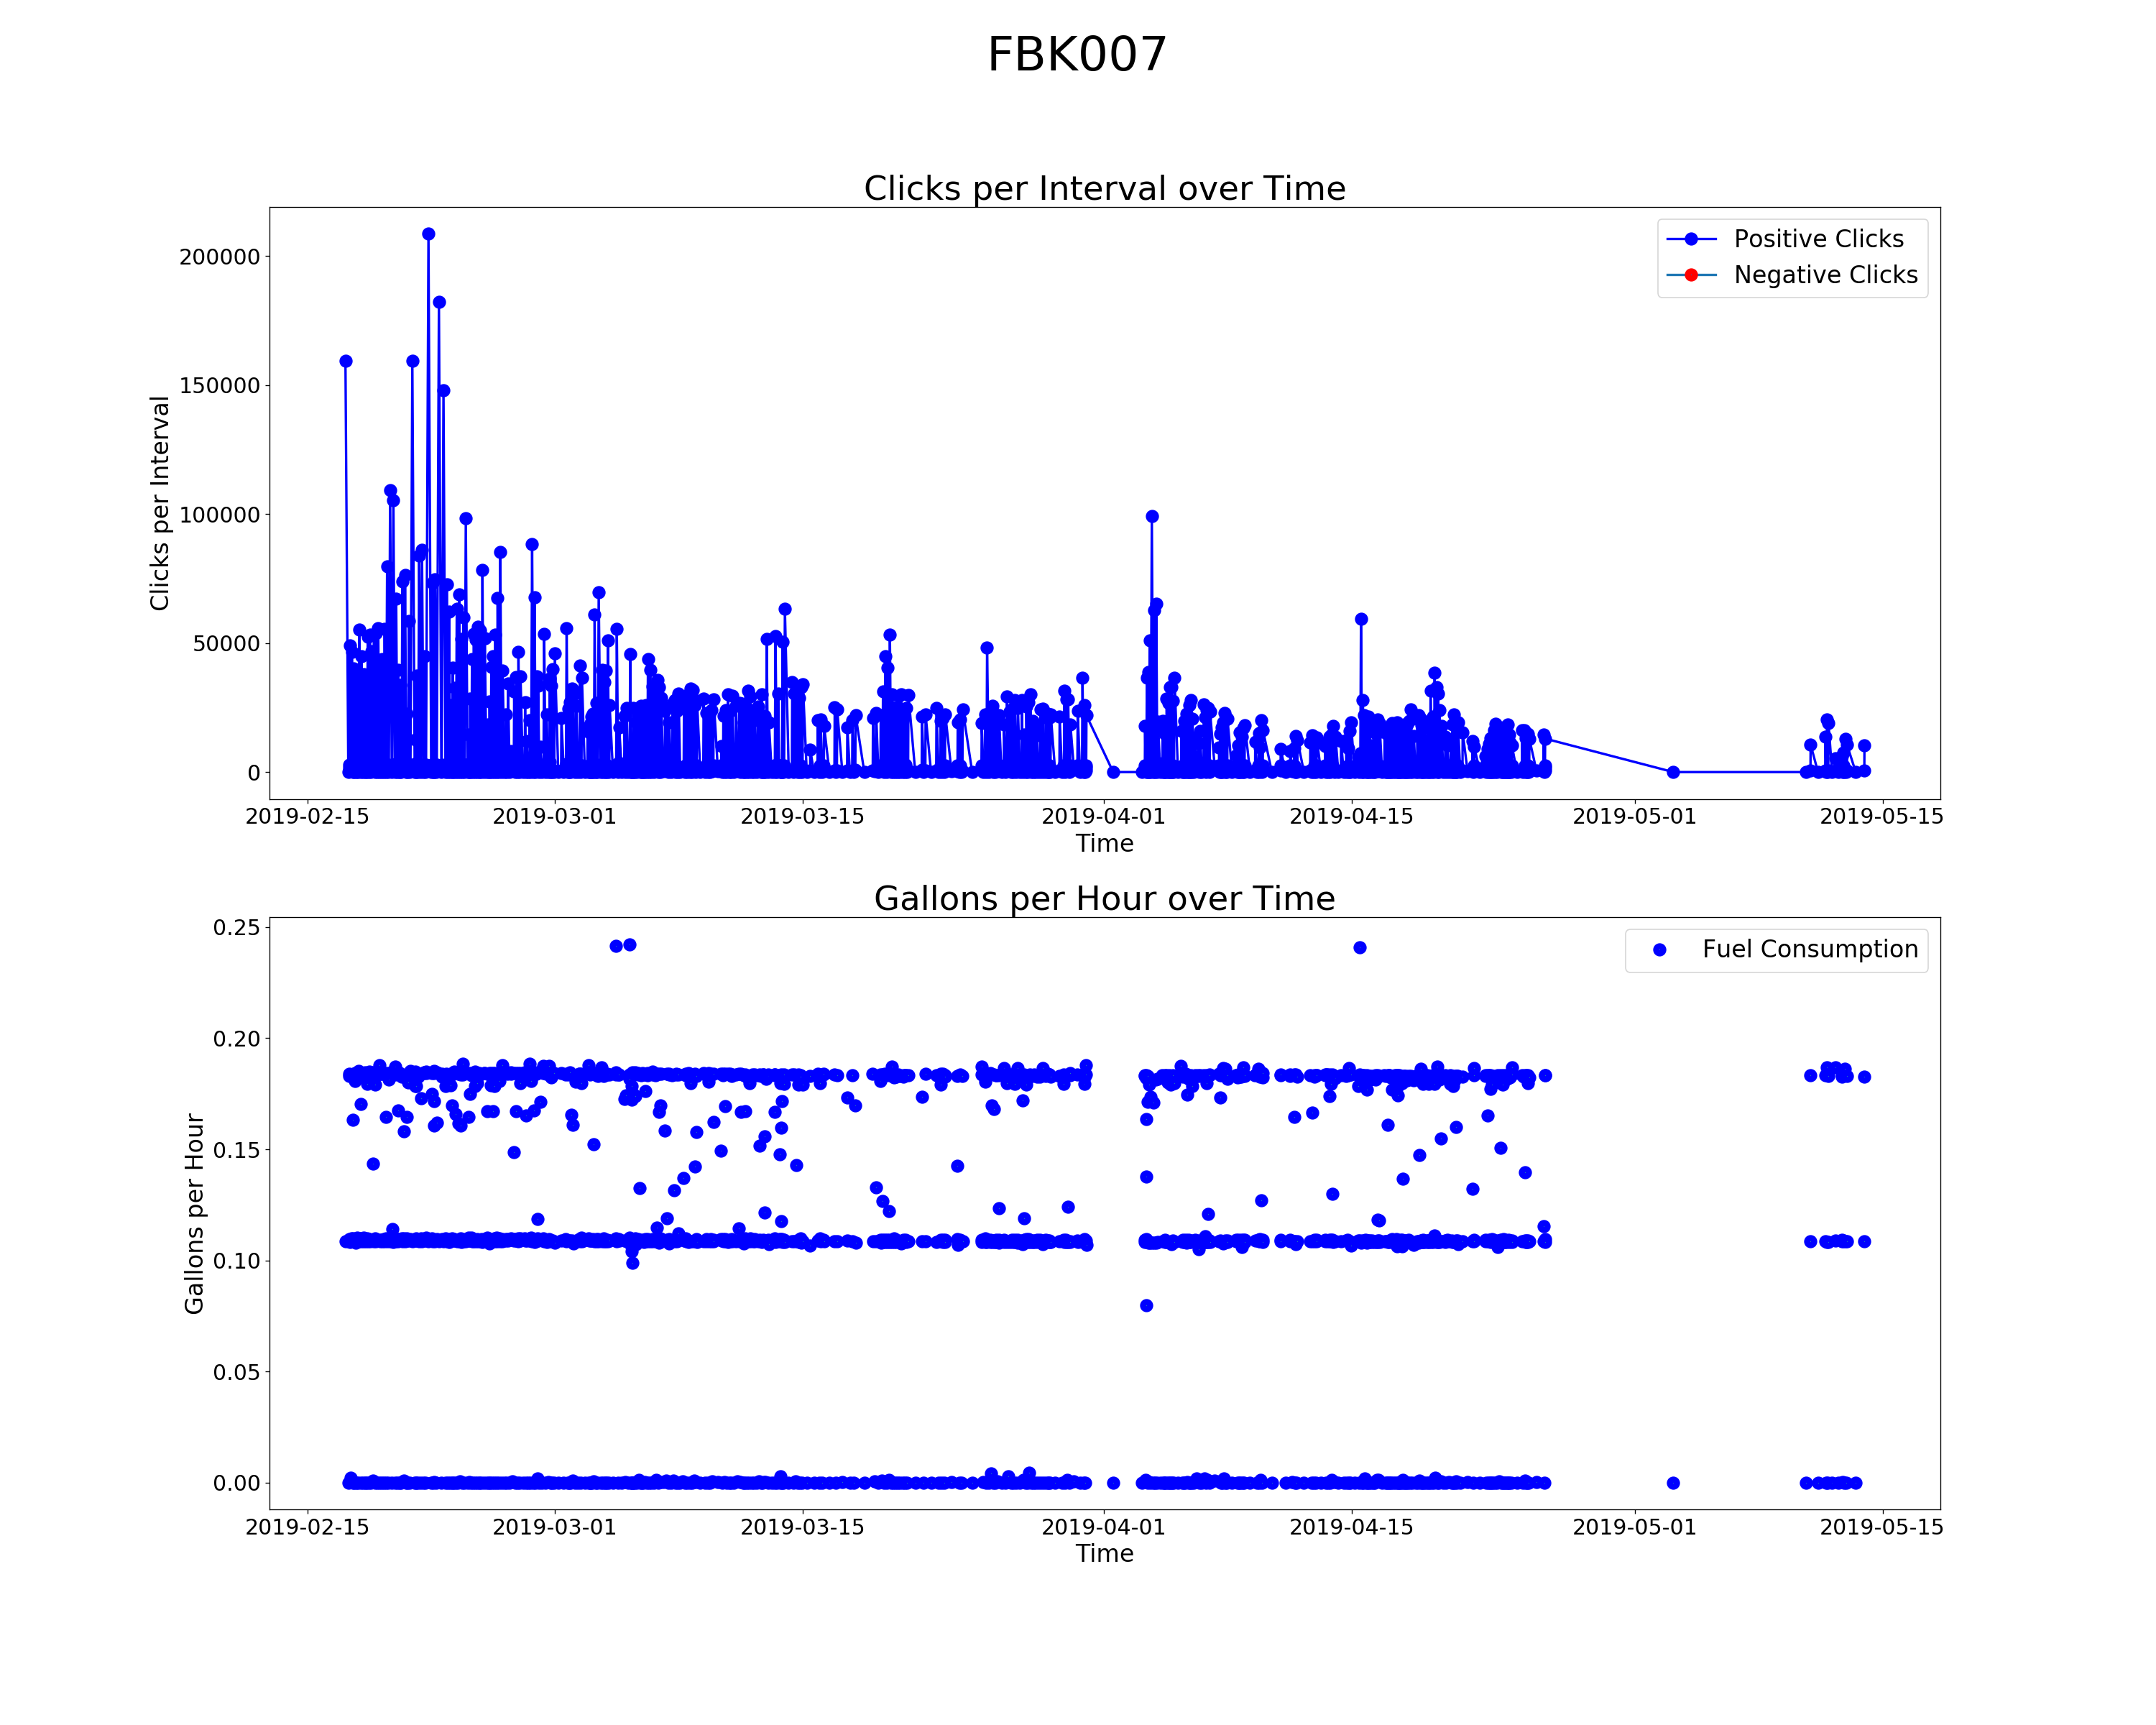 FBK007
Clicks per Interval over Time
Positive Clicks
Negative Clicks
200000
150000
100000
50000
0
Clicks per Interval
2019-02-15 2019-03-01 2019-03-15 2019-04-01 2019-04-15 2019-05-01 2019-05-15
Time
Gallons per Hour over Time
Fuel Consumption
0.25
0.20
0.15
0.10
0.05
0.00
Gallons per Hour
2019-02-15 2019-03-01 2019-03-15 2019-04-01 2019-04-15 2019-05-01 2019-05-15
Time